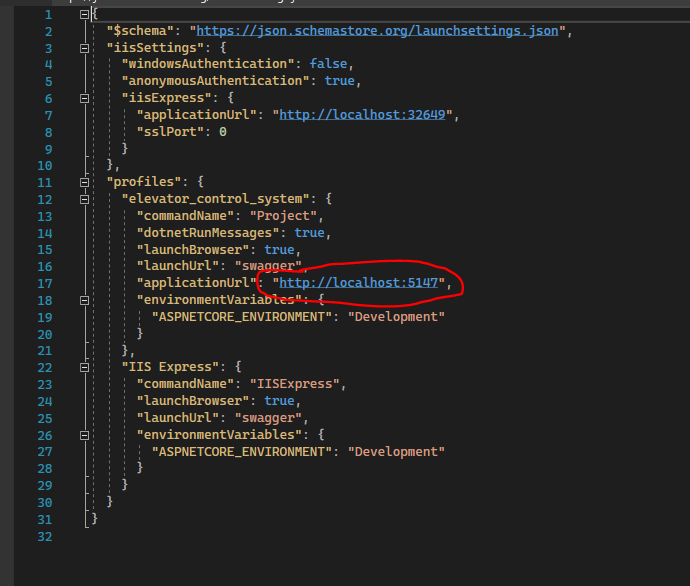 1 {
2 "$schema": "https://json.schemastore.org/launchsettings.json",
3 "iisSettings": {
4 "windowsAuthentication": false,
5 "anonymousAuthentication": true,
6 "iisExpress": {
7 "applicationUrl": "http://localhost:32649",
8 "sslPort": 0
9 }
10 },
11 "profiles": {
12 "elevator_control_system": {
13 "commandName": "Project",
14 "dotnetRunMessages": true,
15 "launchBrowser": true,
16 "launchUrl": "swagger",
17 "applicationUrl": "http://localhost:5147",
18 "environmentVariables": {
19 "ASPNETCORE_ENVIRONMENT": "Development"
20 }
21 },
22 "IIS Express": {
23 "commandName": "IISExpress",
24 "launchBrowser": true,
25 "launchUrl": "swagger",
26 "environmentVariables": {
27 "ASPNETCORE_ENVIRONMENT": "Development"
28 }
29 }
30 }
31 }
32